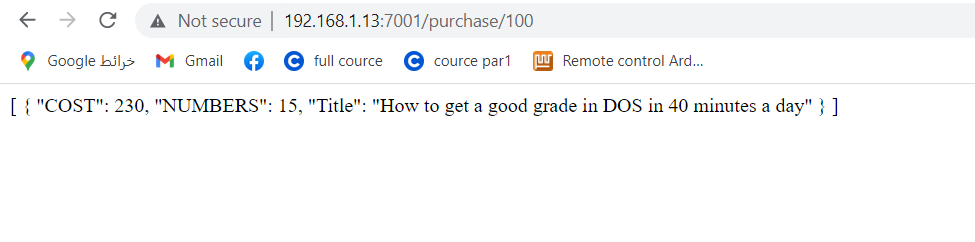 Not secure | 192.168.1.13:7001/purchase/100
Google خرائط Gmail full cource cource par1 Remote control Ard...
[ { "COST": 230, "NUMBERS": 15, "Title": "How to get a good grade in DOS in 40 minutes a day" } ]